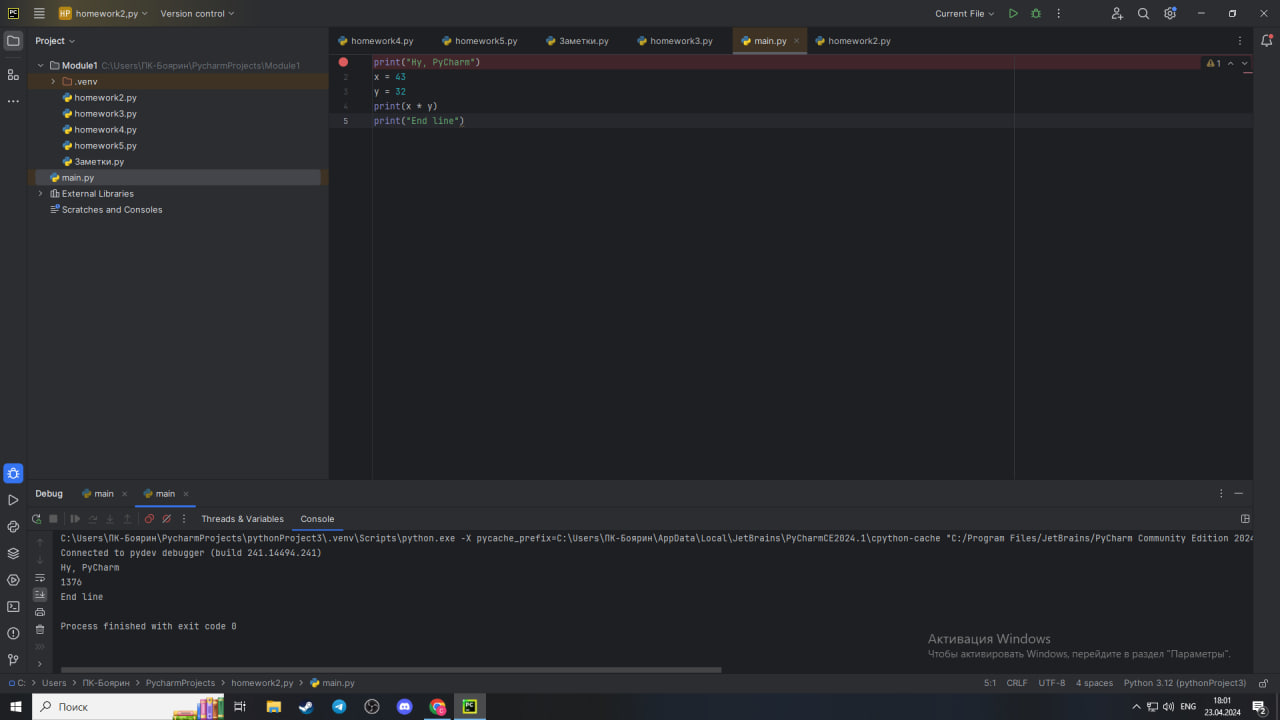 PC
HP homework2,py
Version control
Current File
Project
homework4.py
homework5.py
Заметки.py
homework3.py
main.py
homework2.py
Module1 C:\Users\ПК-Боярин\PycharmProjects\Module1
.venv
homework2.py
homework3.py
homework4.py
homework5.py
Заметки.py
main.py
External Libraries
Scratches and Consoles
print("Hy, PyCharm")
2 x = 43
3 y = 32
4 print(x * y)
5 print("End line")
1
Debug
main
main
Threads & Variables
Console
C:\Users\ПК-Боярин\PycharmProjects\pythonProject3\.venv\Scripts\python.exe -X pycache_prefix=C:\Users\ПК-Боярин\AppData\Local\JetBrains\PyCharmCE2024.1\cpython-cache "C:/Program Files/JetBrains/PyCharm Community Edition 2024
Connected to pydev debugger (build 241.14494.241)
Hy, PyCharm
1376
End line
Process finished with exit code 0
Активация Windows
Чтобы активировать Windows, перейдите в раздел "Параметры".
C: Users ПК-Боярин PycharmProjects homework2,py main.py
5:1 CRLF UTF-8 4 spaces Python 3.12 (pythonProject3)
Поиск
PC
18:01
23.04.2024
2